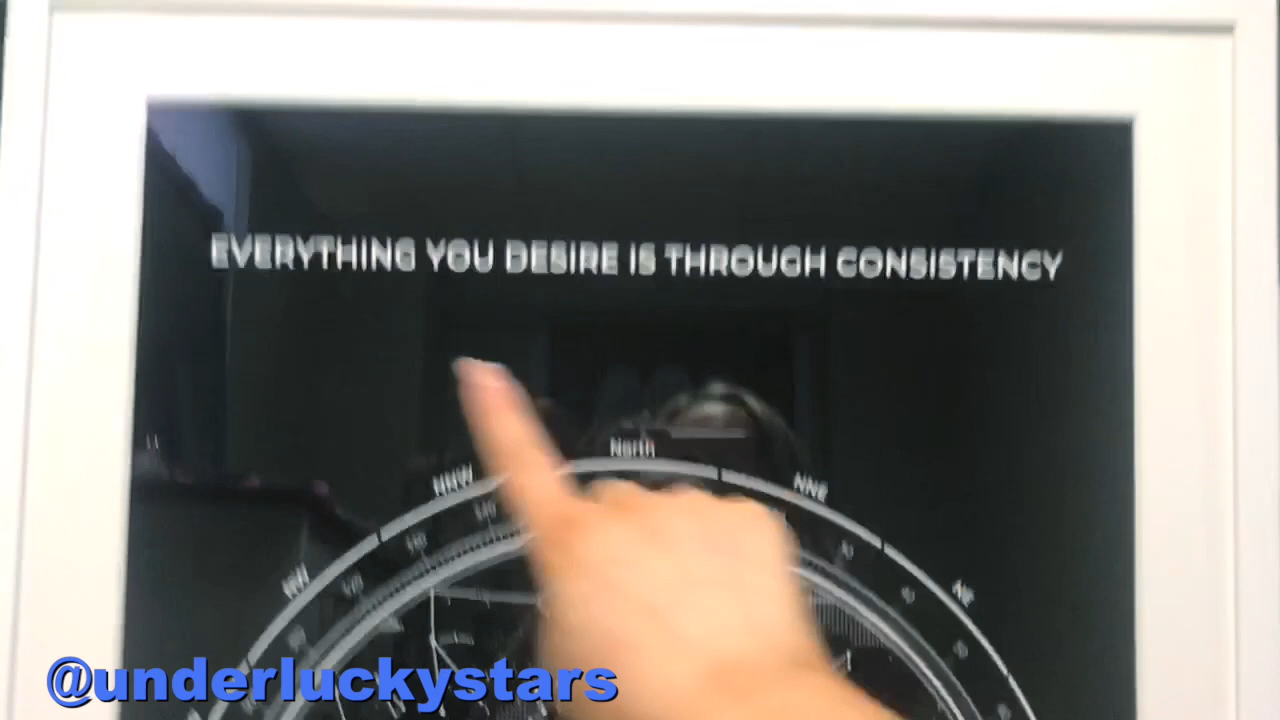 EVERYTHING YOU DESIRE IS THROUGH CONSISTENCY
North
NNW
NNE
NW
NE
@underluckystars